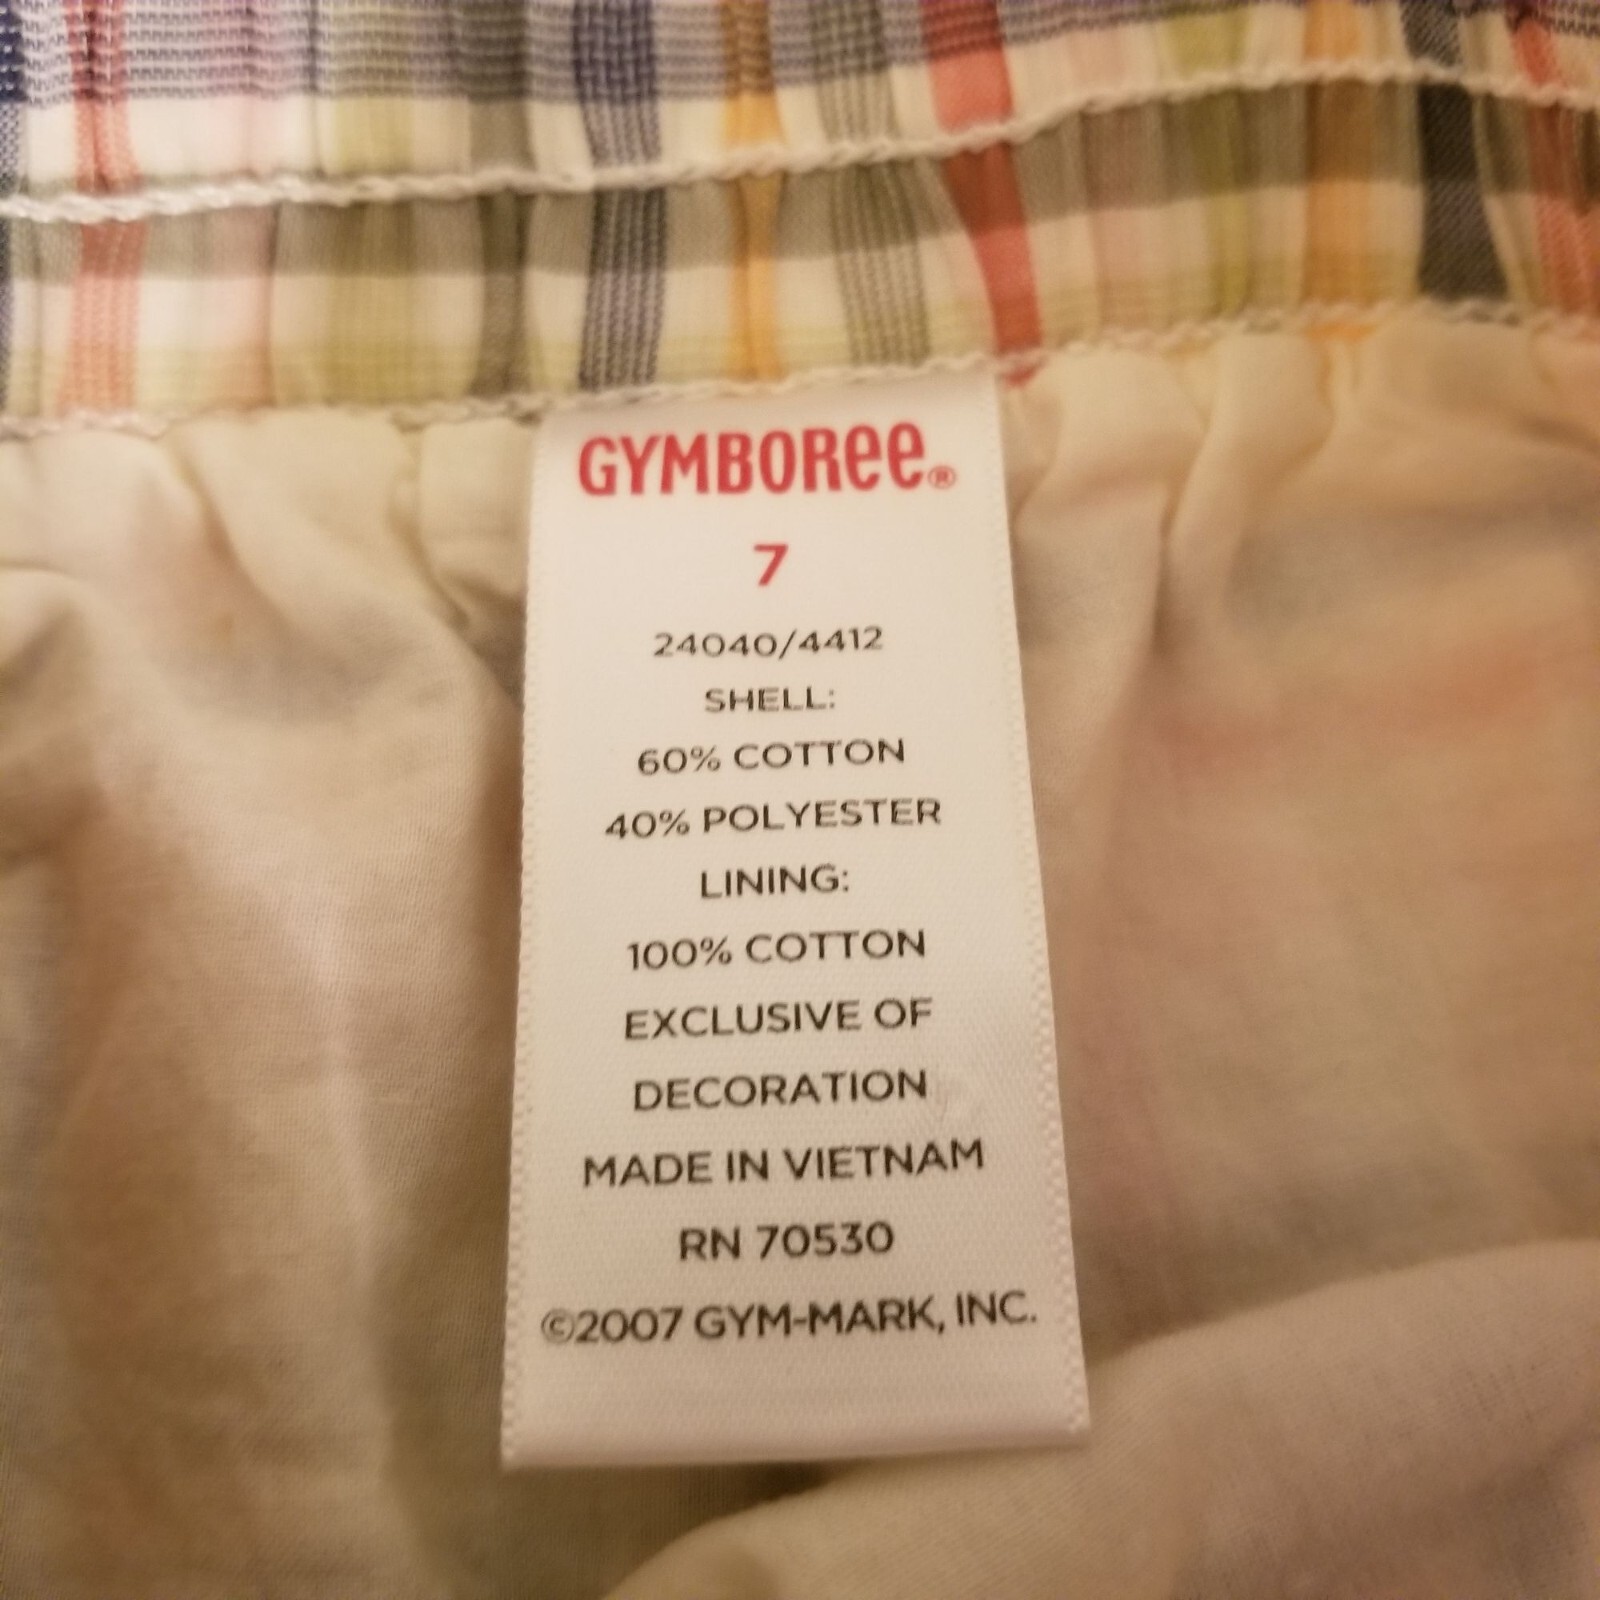 GYMBOREE®
7
24040/4412
SHELL:
60% COTTON
40% POLYESTER
LINING:
100% COTTON
EXCLUSIVE OF
DECORATION
MADE IN VIETNAM
RN 70530
©2007 GYM-MARK, INC.